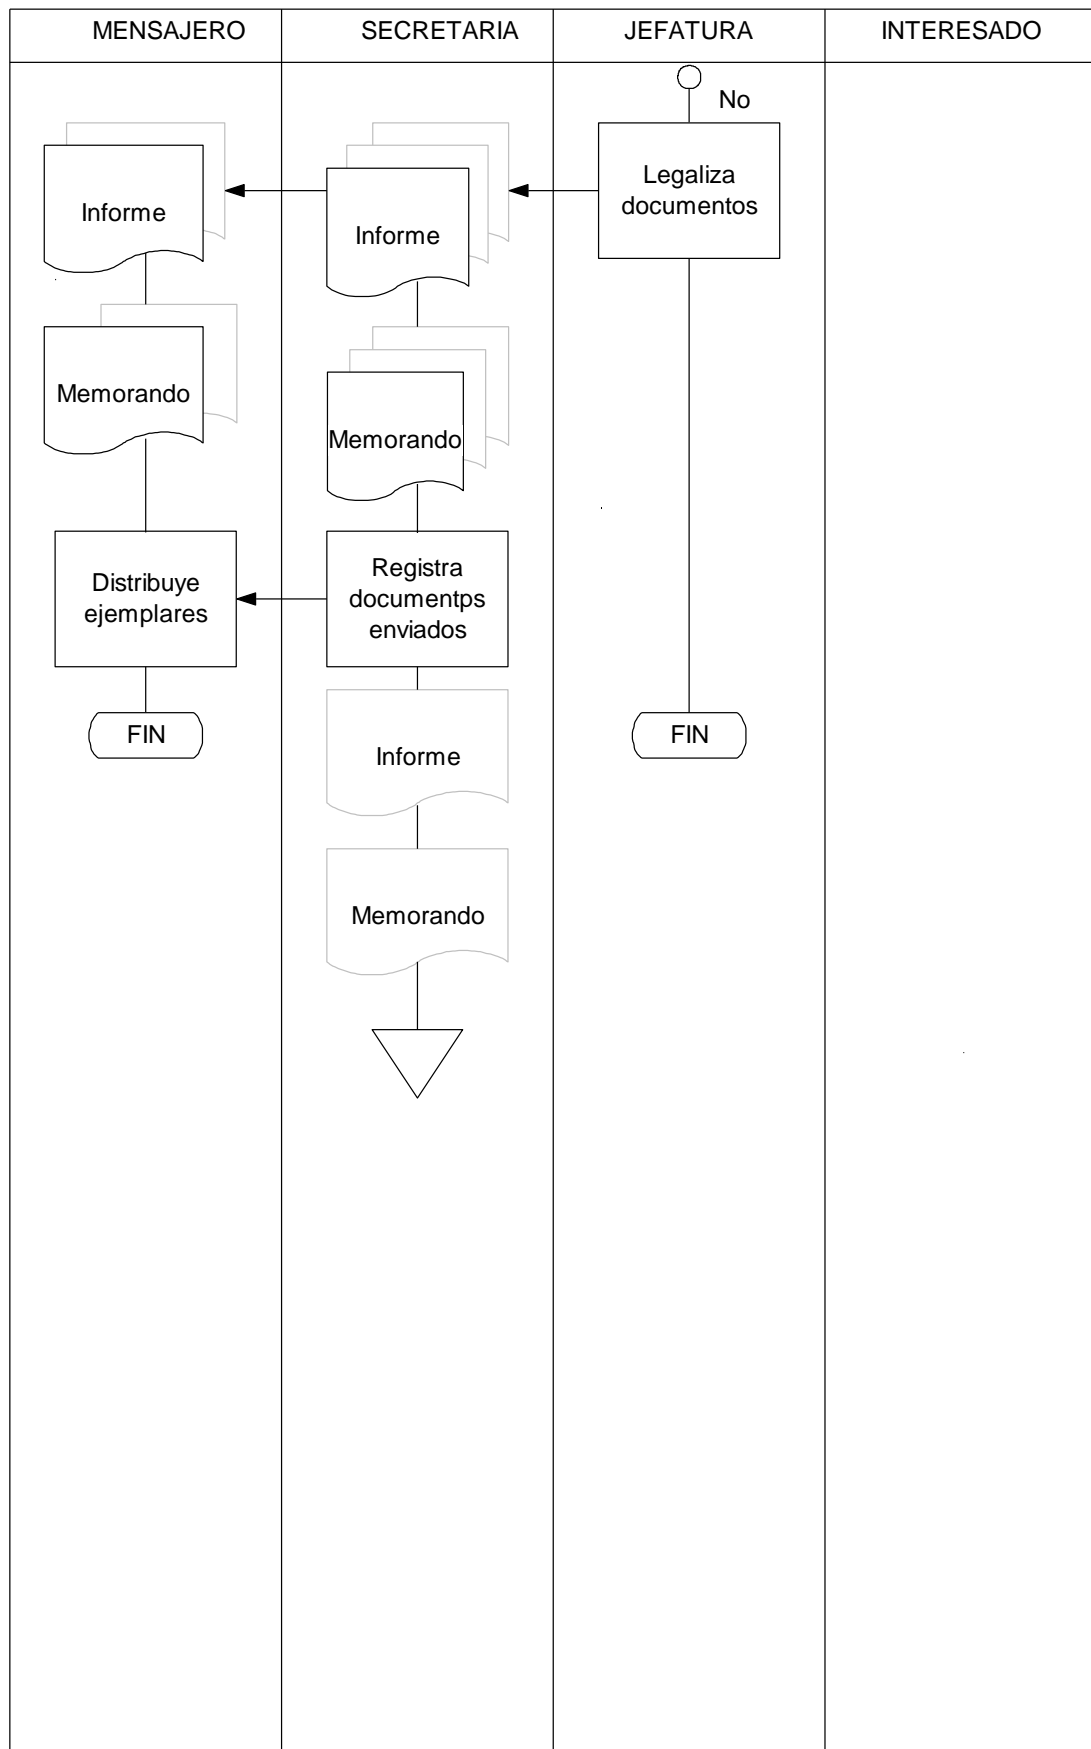 MENSAJERO
SECRETARIA
JEFATURA
INTERESADO
No
Legaliza
documentos
Informe
Informe
Memorando
Memorando
Distribuye
ejemplares
Registra
documentps
enviados
FIN
FIN
Informe
Memorando